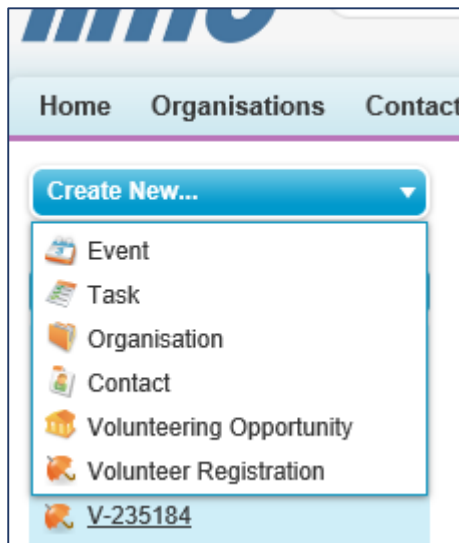 Home Organisations Contact
Create New...
Event
Task
Organisation
Contact
Volunteering Opportunity
Volunteer Registration
V-235184